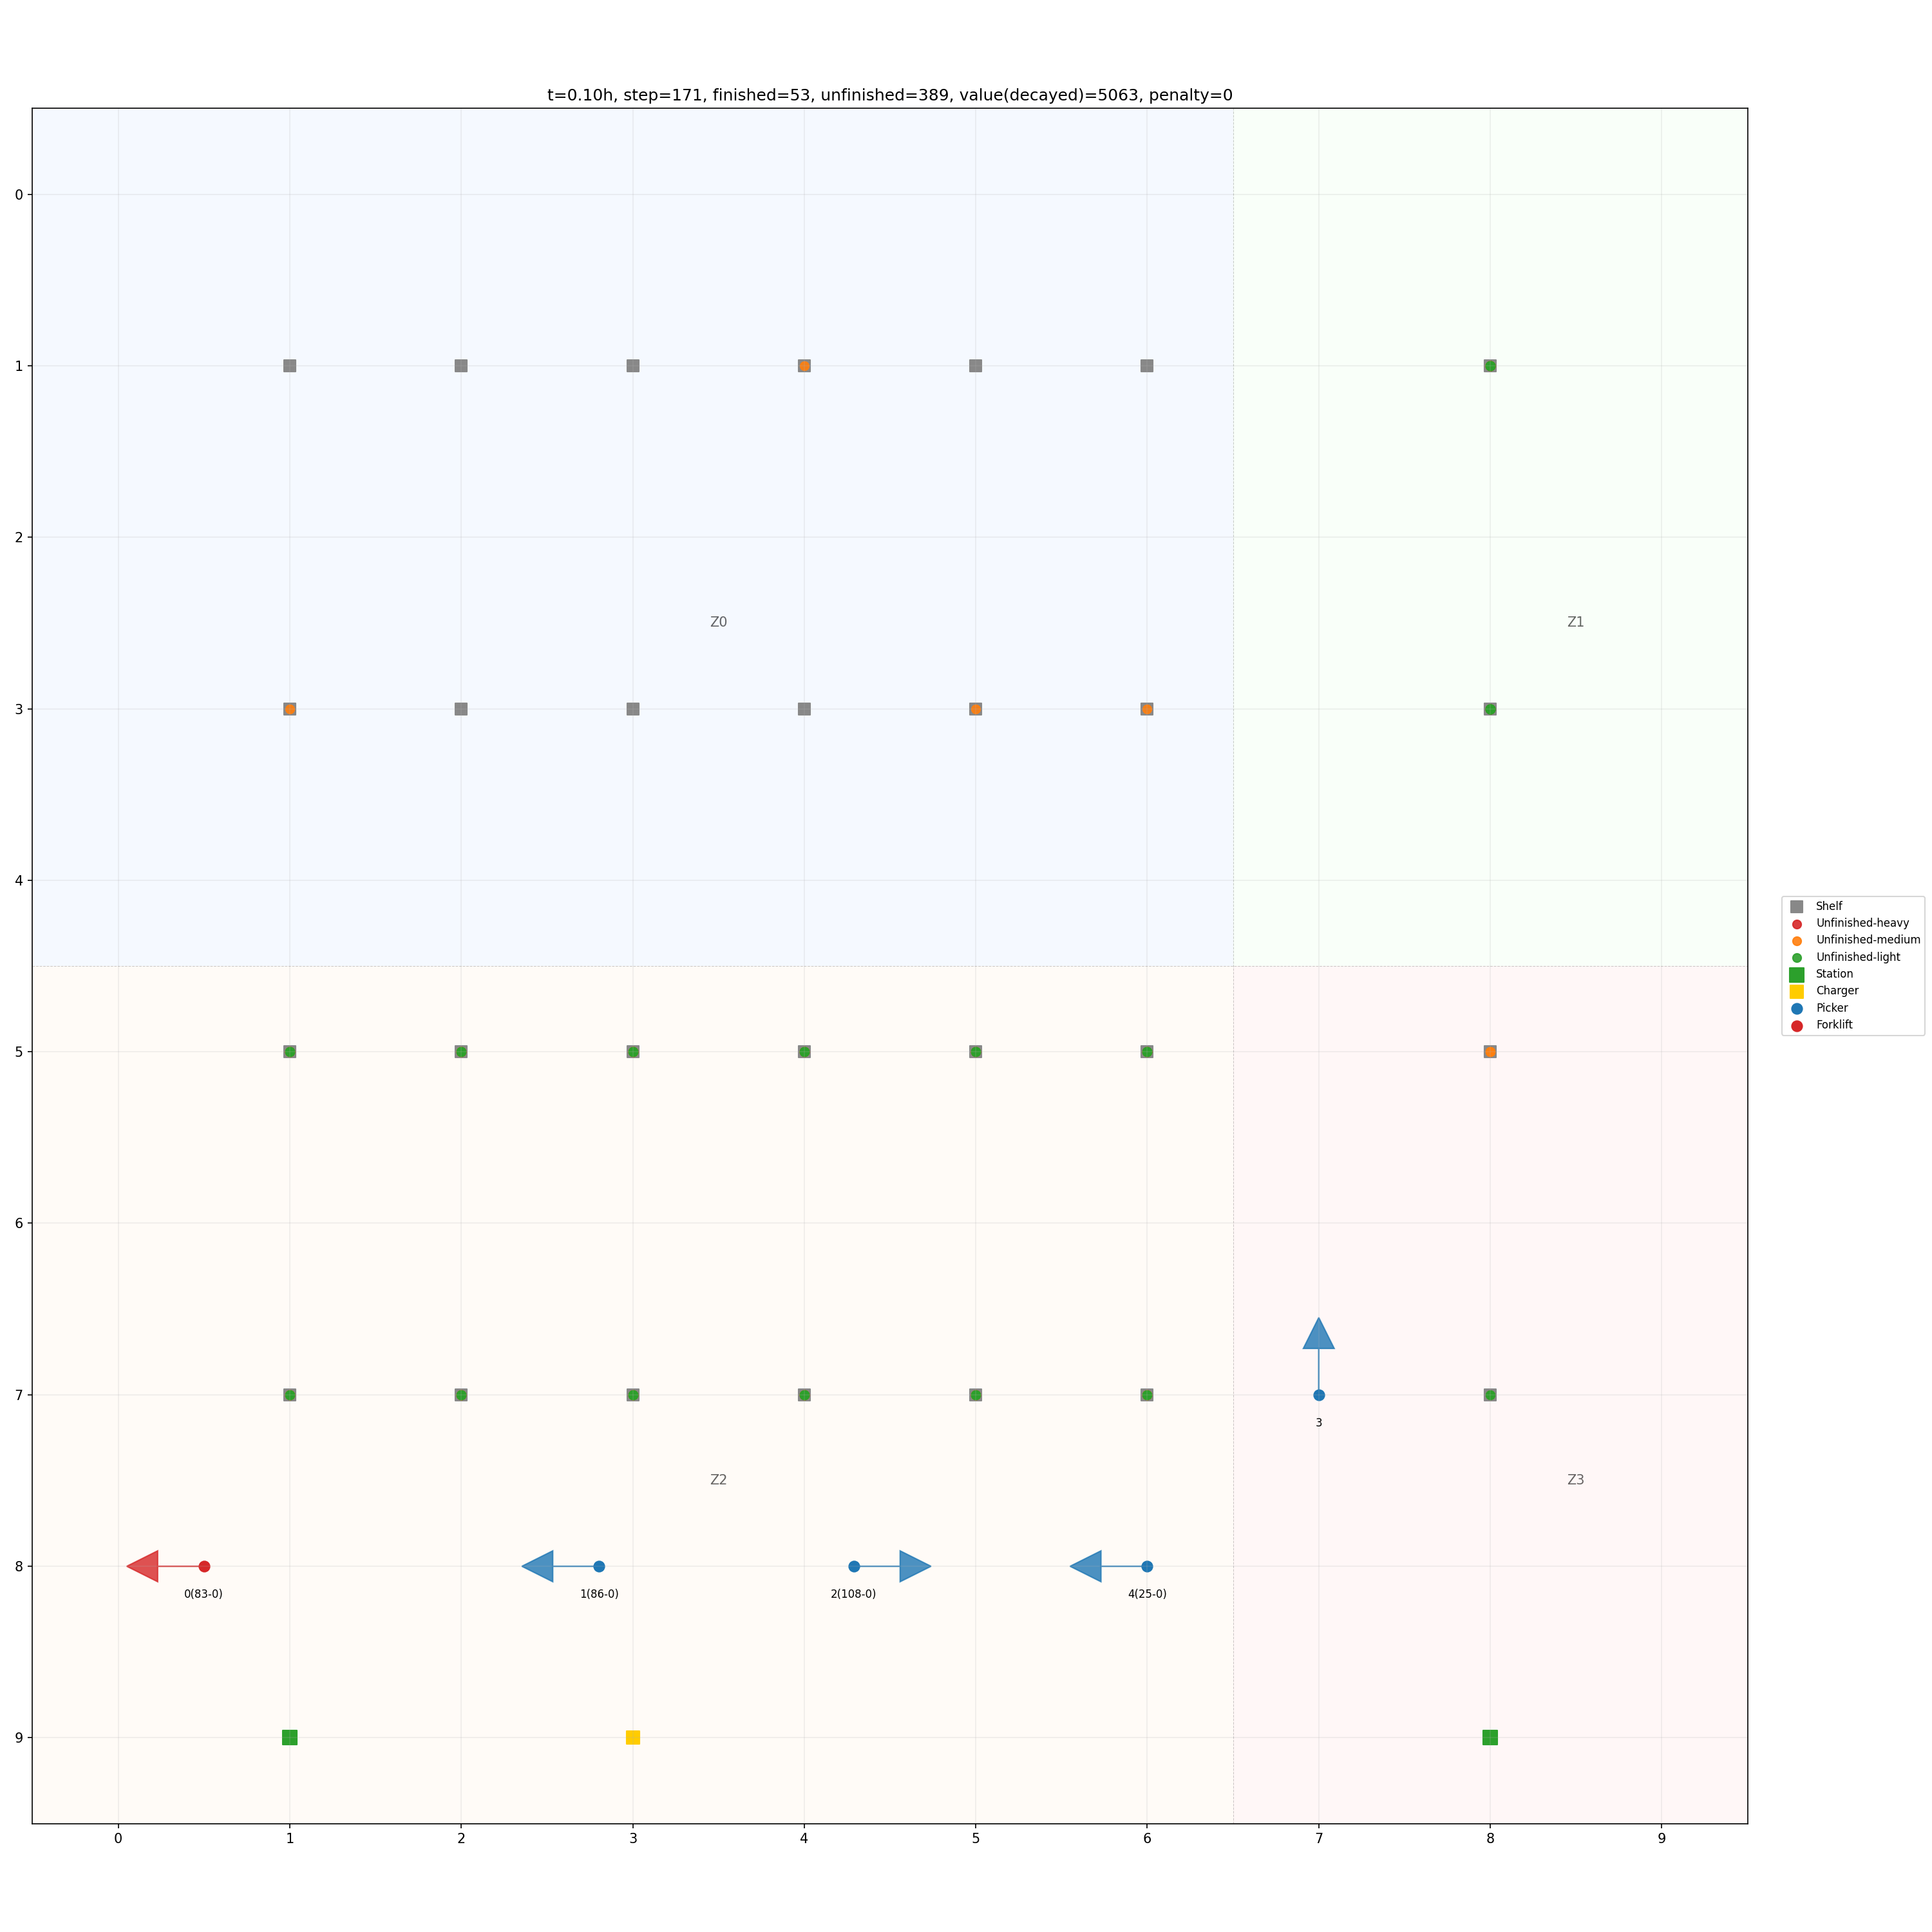 t=0.10h, step=171, finished=53, unfinished=389, value(decayed)=5063, penalty=0
0
1
2
Z0
Z1
3
4
Shelf
Unfinished-heavy
Unfinished-medium
Unfinished-light
Station
Charger
Picker
Forklift
5
6
7
3
Z2
Z3
8
0(83-0)
1(86-0)
2(108-0)
4(25-0)
9
0 1 2 3 4 5 6 7 8 9